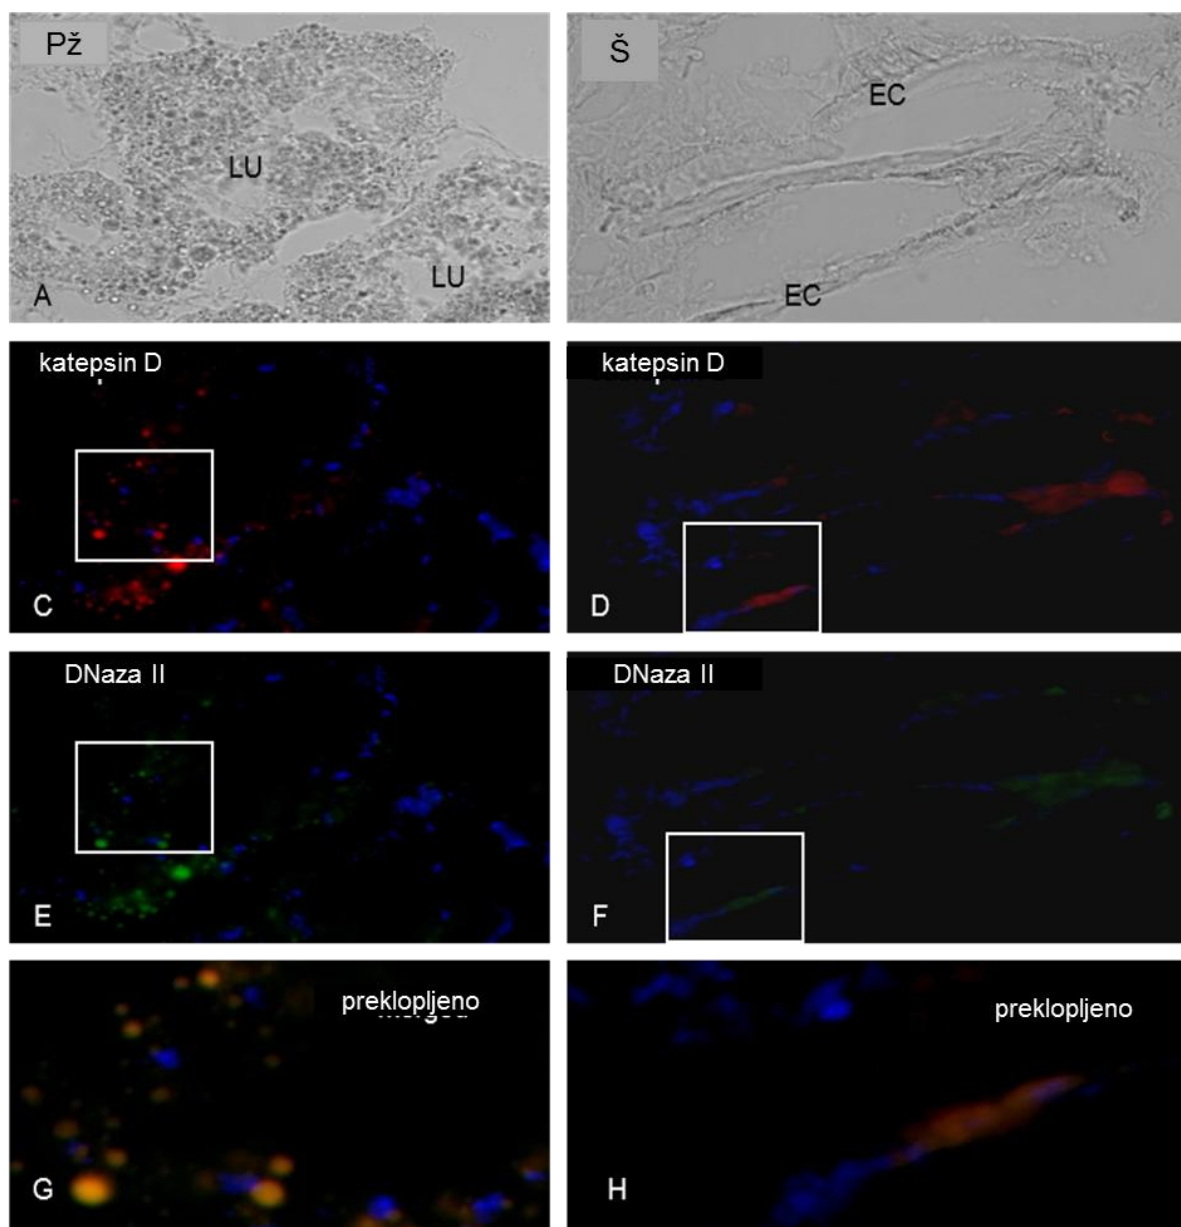 Pž
LU
LU
A
Š
EC
EC
katepsin D
C
katepsin D
D
DNaza II
E
DNaza II
F
preklopljeno
G
preklopljeno
H